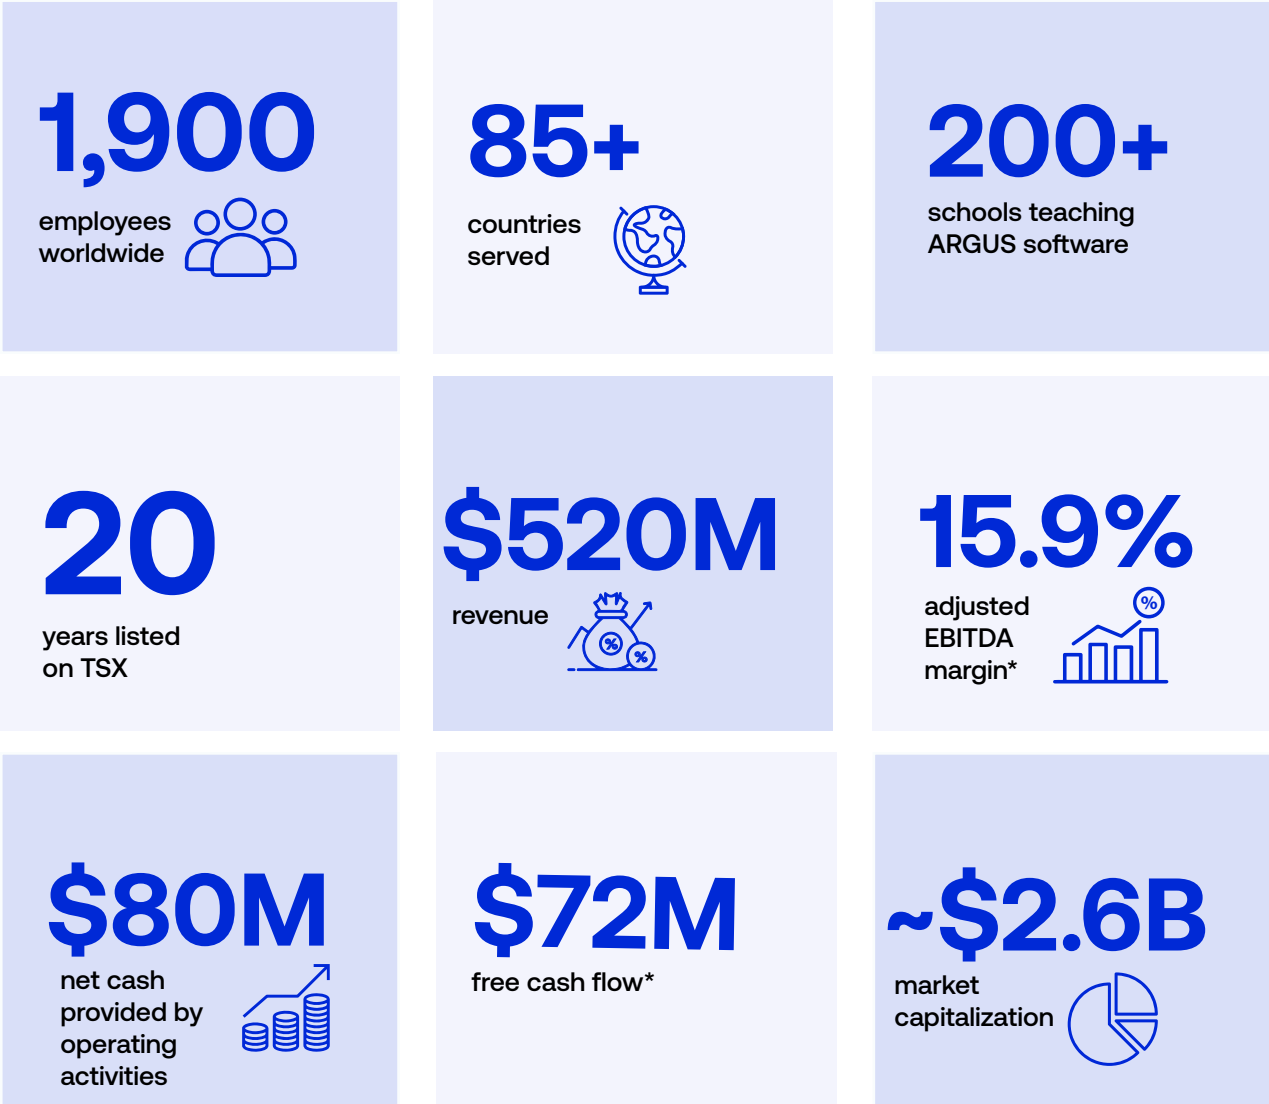 1,900
employees
worldwide
85+
countries
served
200+
schools teaching
ARGUS software
20
years listed
on TSX
$520M
revenue
%
%
15.9%
adjusted
EBITDA
margin*
%
$80M
net cash
provided by
operating
activities
$72M
free cash flow*
~$2.6B
market
capitalization